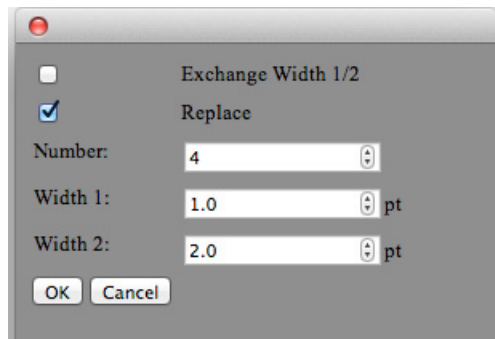 Exchange Width 1/2
Replace
Number: 4
Width 1: 1.0 pt
Width 2: 2.0 pt
OK Cancel